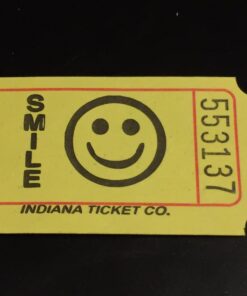 SMILE
553137
INDIANA TICKET CO.